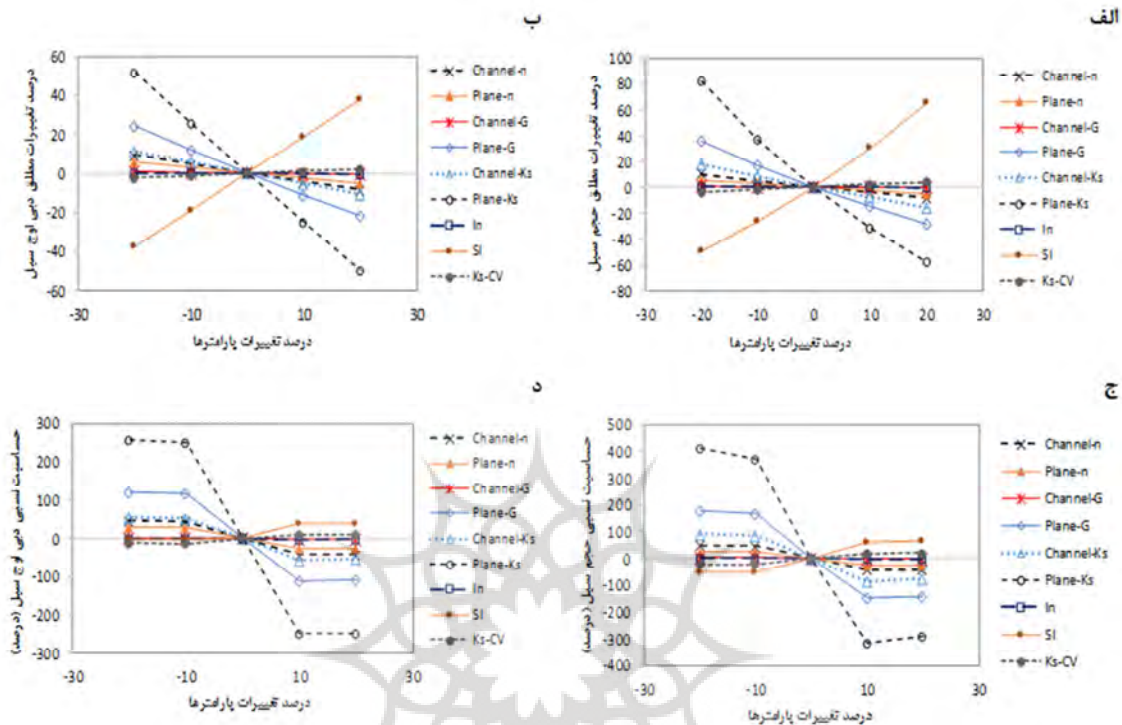 الف
درصد تغییرات مطلق حجم سیل
100
80
60
40
20
0
-20
-40
-60
-80
-30 -20 -10 0 10 20 30
درصد تغییرات پارامترها
Channel-n
Plane-n
Channel-G
Plane-G
Channel-Ks
Plane-Ks
In
SI
Ks-CV
ب
درصد تغییرات مطلق دبی اوج سیل
60
40
20
0
-20
-40
-60
-30 -10 10 30
درصد تغییرات پارامترها
Channel-n
Plane-n
Channel-G
Plane-G
Channel-Ks
Plane-Ks
In
SI
Ks-CV
ج
حساسیت نسبی حجم سیل (درصد)
500
400
300
200
100
0
-100
-200
-300
-400
-30 -20 -10 0 10 20 30
درصد تغییرات پارامترها
Channel-n
Plane-n
Channel-G
Plane-G
Channel-Ks
Plane-Ks
In
SI
Ks-CV
د
حساسیت نسبی دبی اوج سیل (درصد)
300
200
100
0
-100
-200
-300
-30 -10 10 30
درصد تغییرات پارامترها
Channel-n
Plane-n
Channel-G
Plane-G
Channel-Ks
Plane-Ks
In
SI
Ks-CV